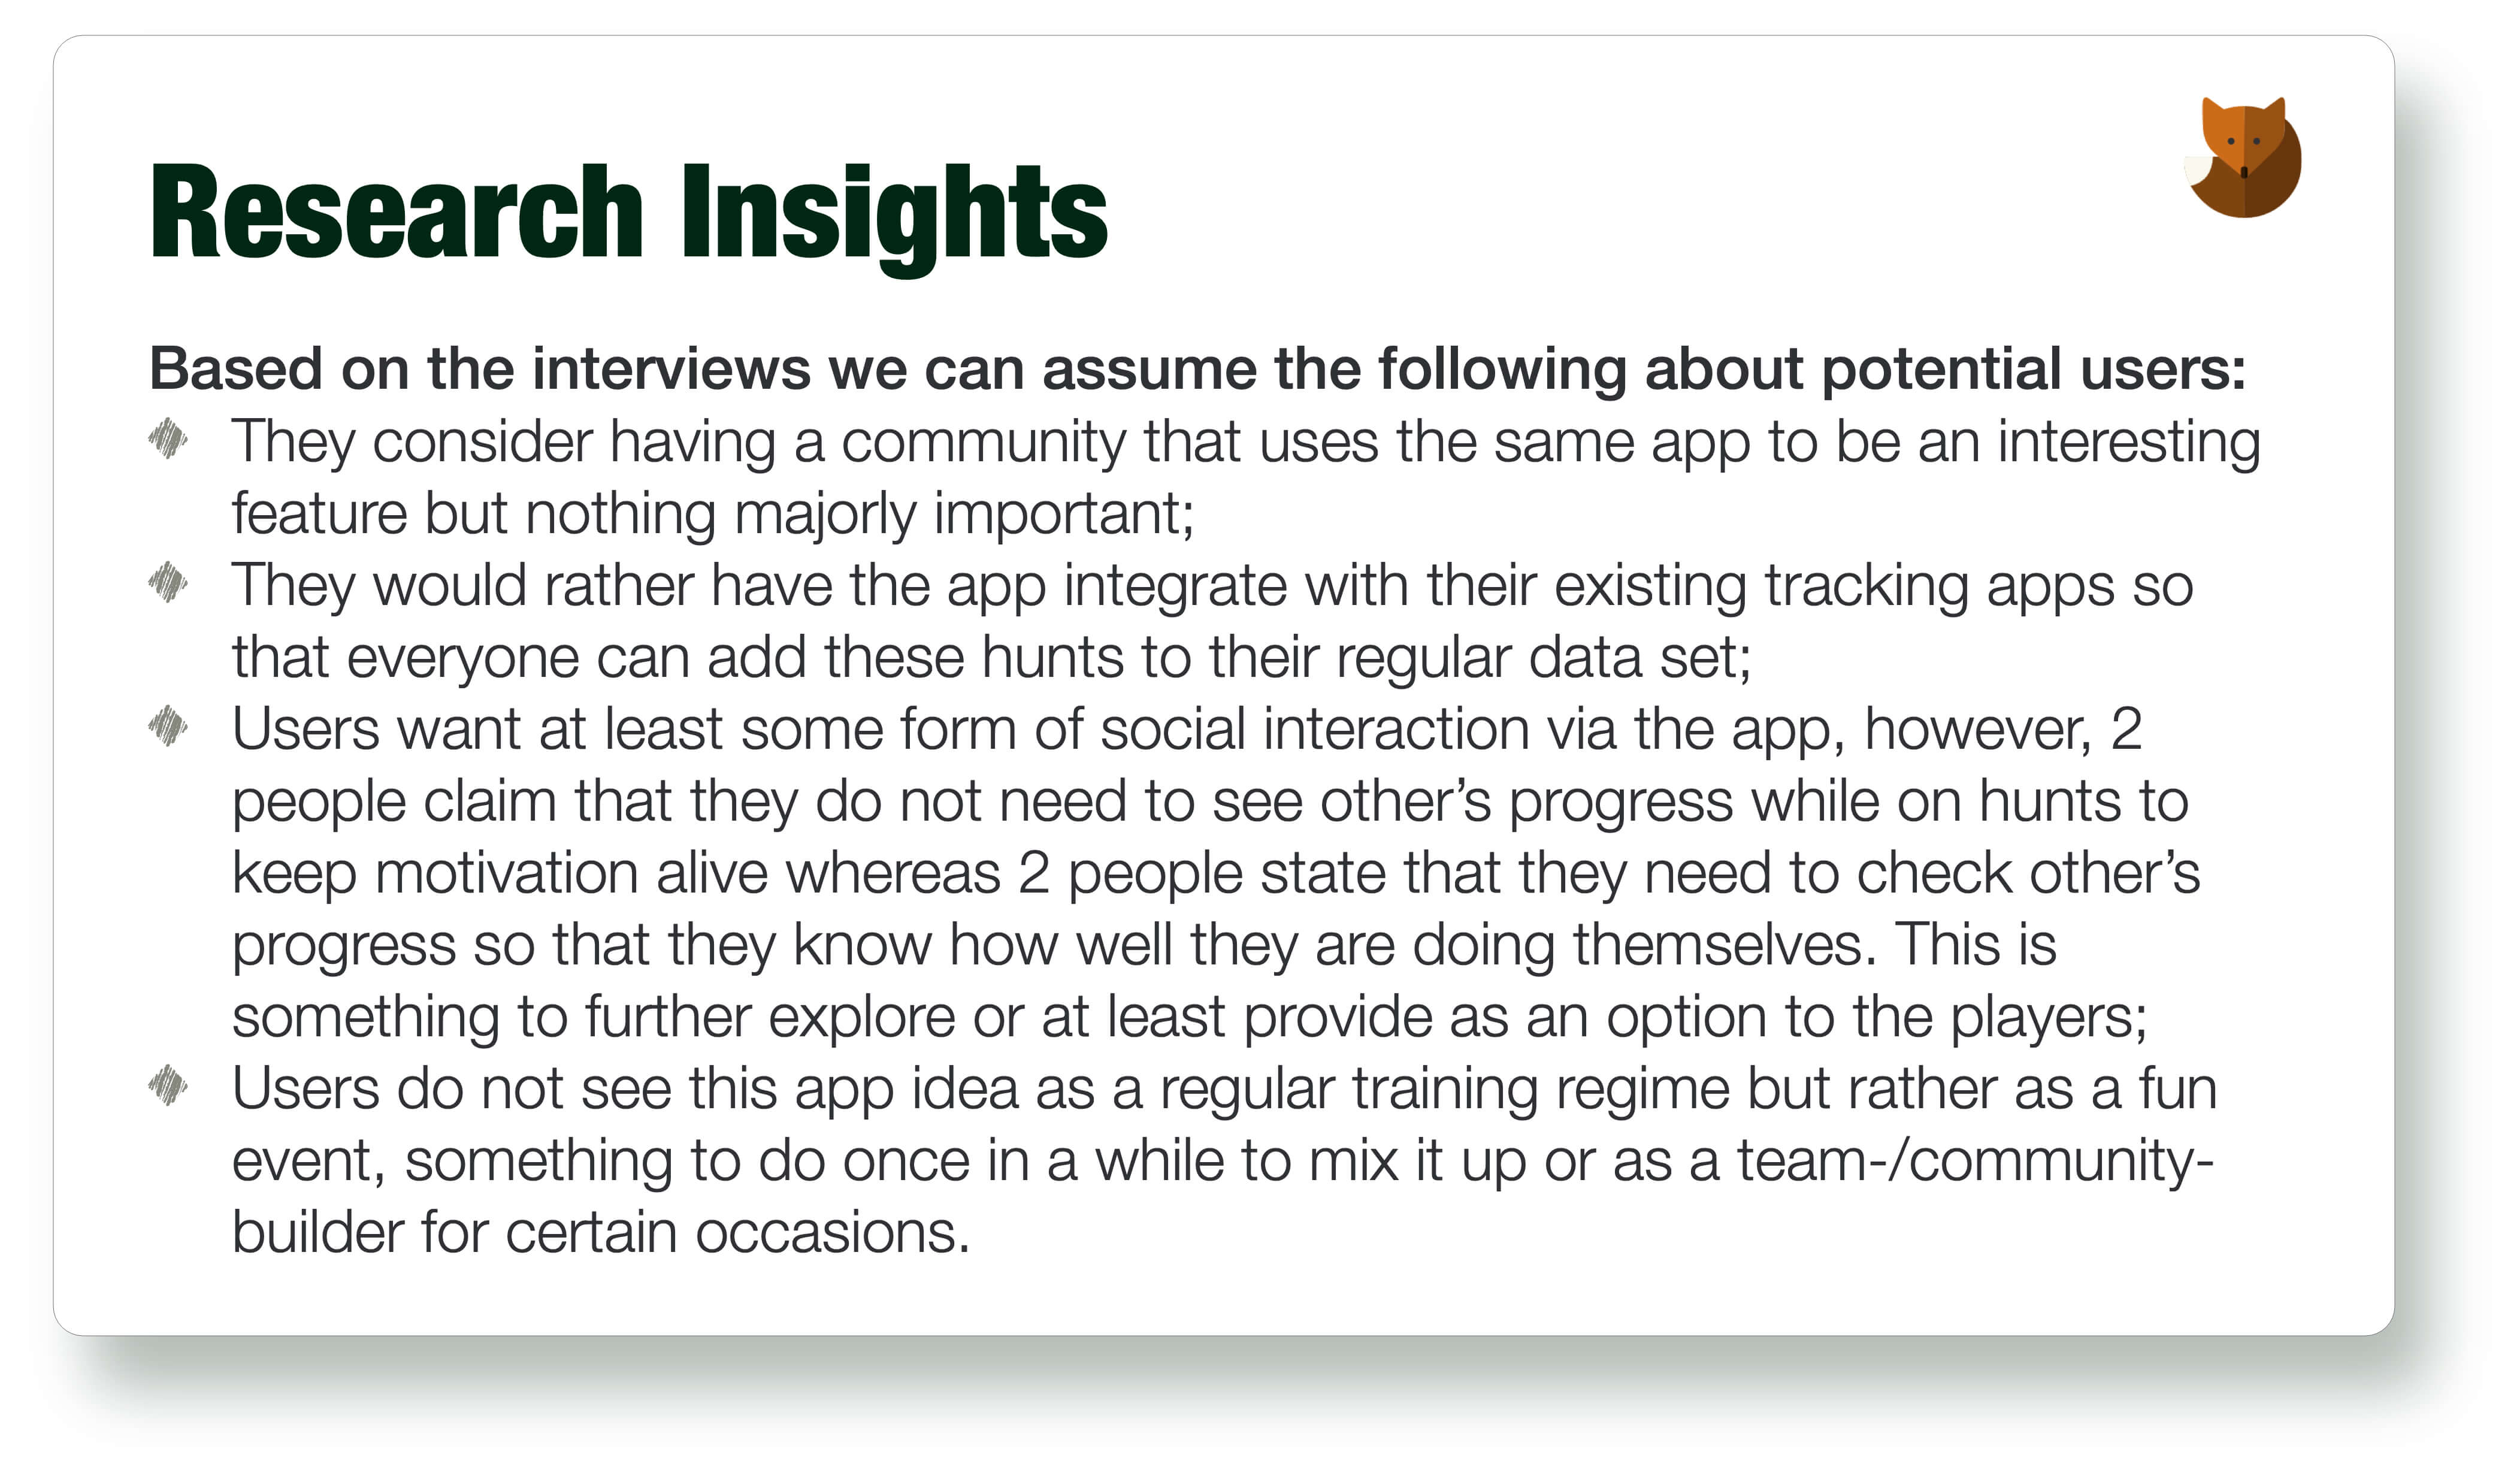 Research Insights
Based on the interviews we can assume the following about potential users:
They consider having a community that uses the same app to be an interesting
feature but nothing majorly important;
They would rather have the app integrate with their existing tracking apps so
that everyone can add these hunts to their regular data set;
Users want at least some form of social interaction via the app, however, 2
people claim that they do not need to see other’s progress while on hunts to
keep motivation alive whereas 2 people state that they need to check other’s
progress so that they know how well they are doing themselves. This is
something to further explore or at least provide as an option to the players;
Users do not see this app idea as a regular training regime but rather as a fun
event, something to do once in a while to mix it up or as a team-/community-
builder for certain occasions.